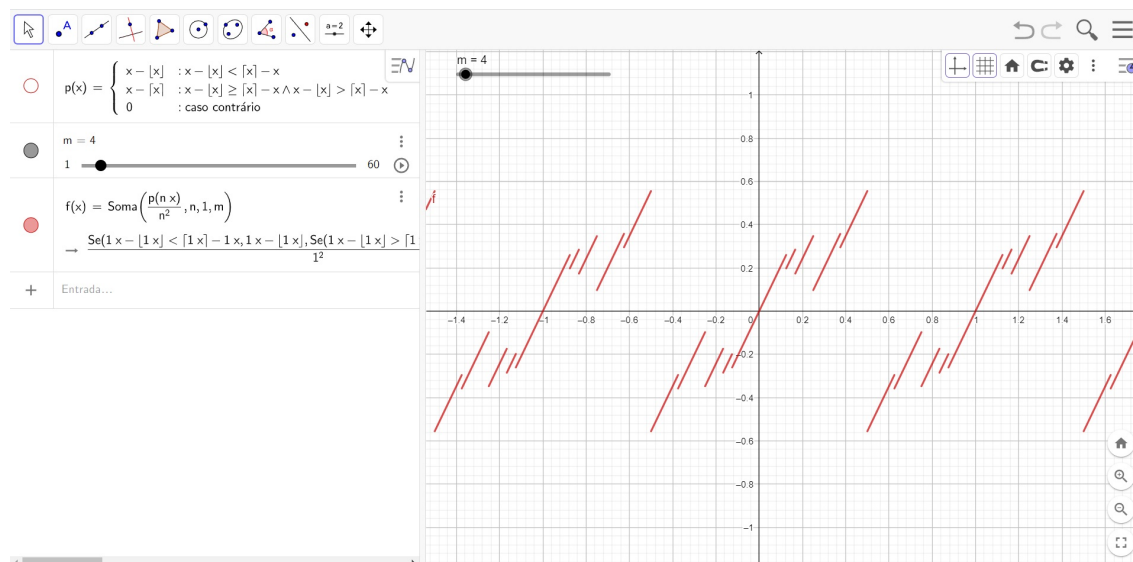 A
α
a=2
p(x) = { x − ⌊x⌋ : x − ⌊x⌋ < ⌈x⌉ − x
x − ⌈x⌉ : x − ⌊x⌋ ≥ ⌈x⌉ − x ∧ x − ⌊x⌋ > ⌈x⌉ − x
0 : caso contrário
m = 4
1 60
f(x) = Soma(p(n x)/n², n, 1, m)
→ Se(1 x − ⌊1 x⌋ < ⌈1 x⌉ − 1 x, 1 x − ⌊1 x⌋, Se(1 x − ⌊1 x⌋ > ⌈1
1²
+ Entrada...
m = 4
f
1
0.8
0.6
0.4
0.2
−1.4 −1.2 −1 −0.8 −0.6 −0.4 −0.2 0 0.2 0.4 0.6 0.8 1 1.2 1.4 1.6
−0.2
−0.4
−0.6
−0.8
−1